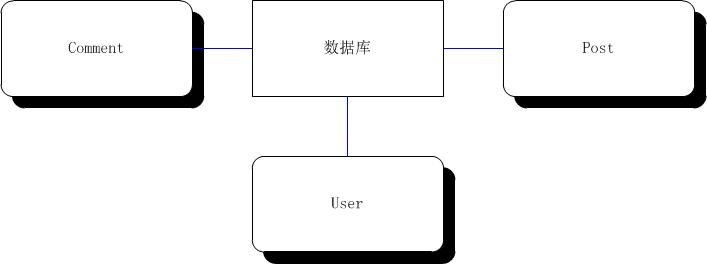 Comment
数据库
Post
User